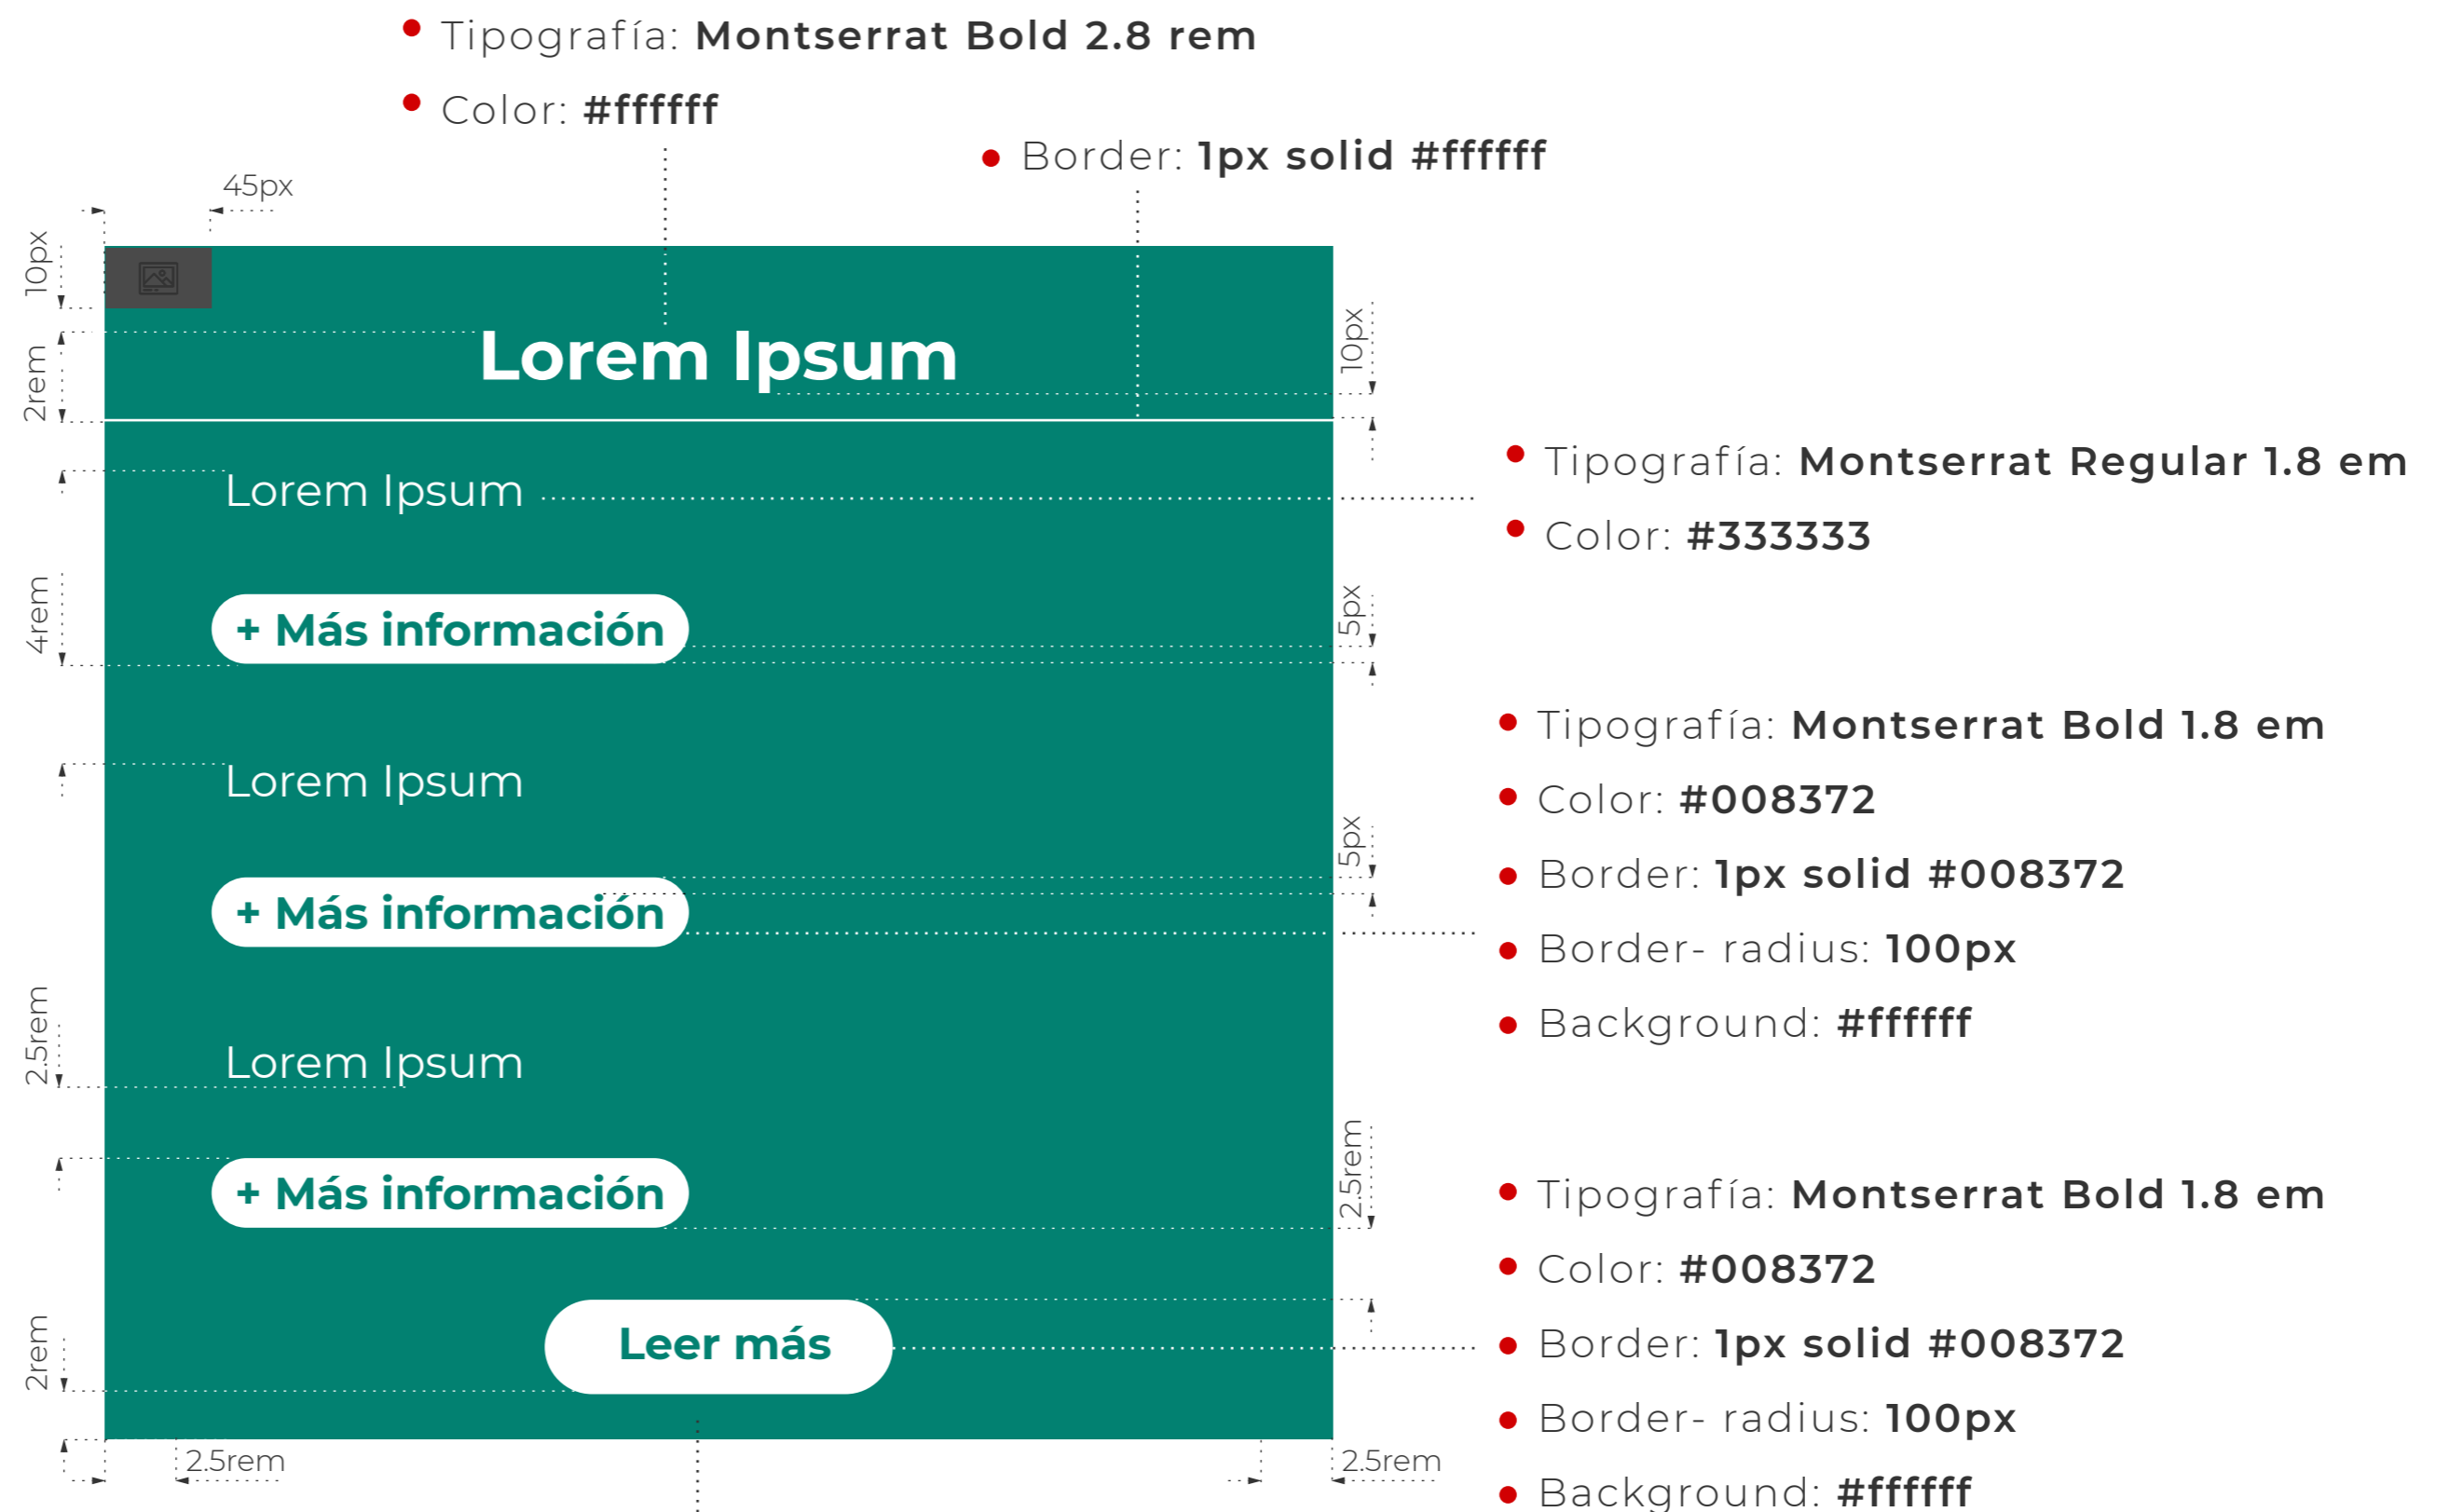 Tipografía: Montserrat Bold 2.8 rem
Color: #ffffff
Border: 1px solid #ffffff
45px
10px
2rem
Lorem Ipsum
10px
Lorem Ipsum
Tipografía: Montserrat Regular 1.8 em
Color: #333333
4rem
+ Más información
5px
Tipografía: Montserrat Bold 1.8 em
Color: #008372
Border: 1px solid #008372
Border- radius: 100px
Background: #ffffff
Lorem Ipsum
5px
+ Más información
2.5rem
Lorem Ipsum
+ Más información
2.5rem
Tipografía: Montserrat Bold 1.8 em
Color: #008372
Border: 1px solid #008372
Border- radius: 100px
Background: #ffffff
2rem
Leer más
2.5rem
2.5rem